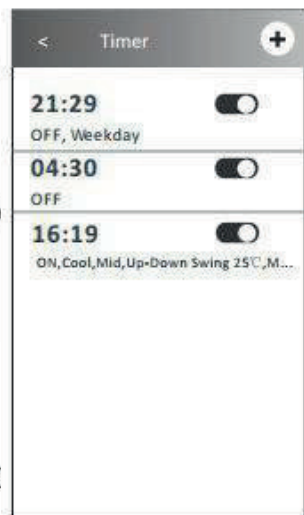 < Timer +
21:29
OFF, Weekday
04:30
OFF
16:19
ON,Cool,Mid,Up-Down Swing 25℃,M...